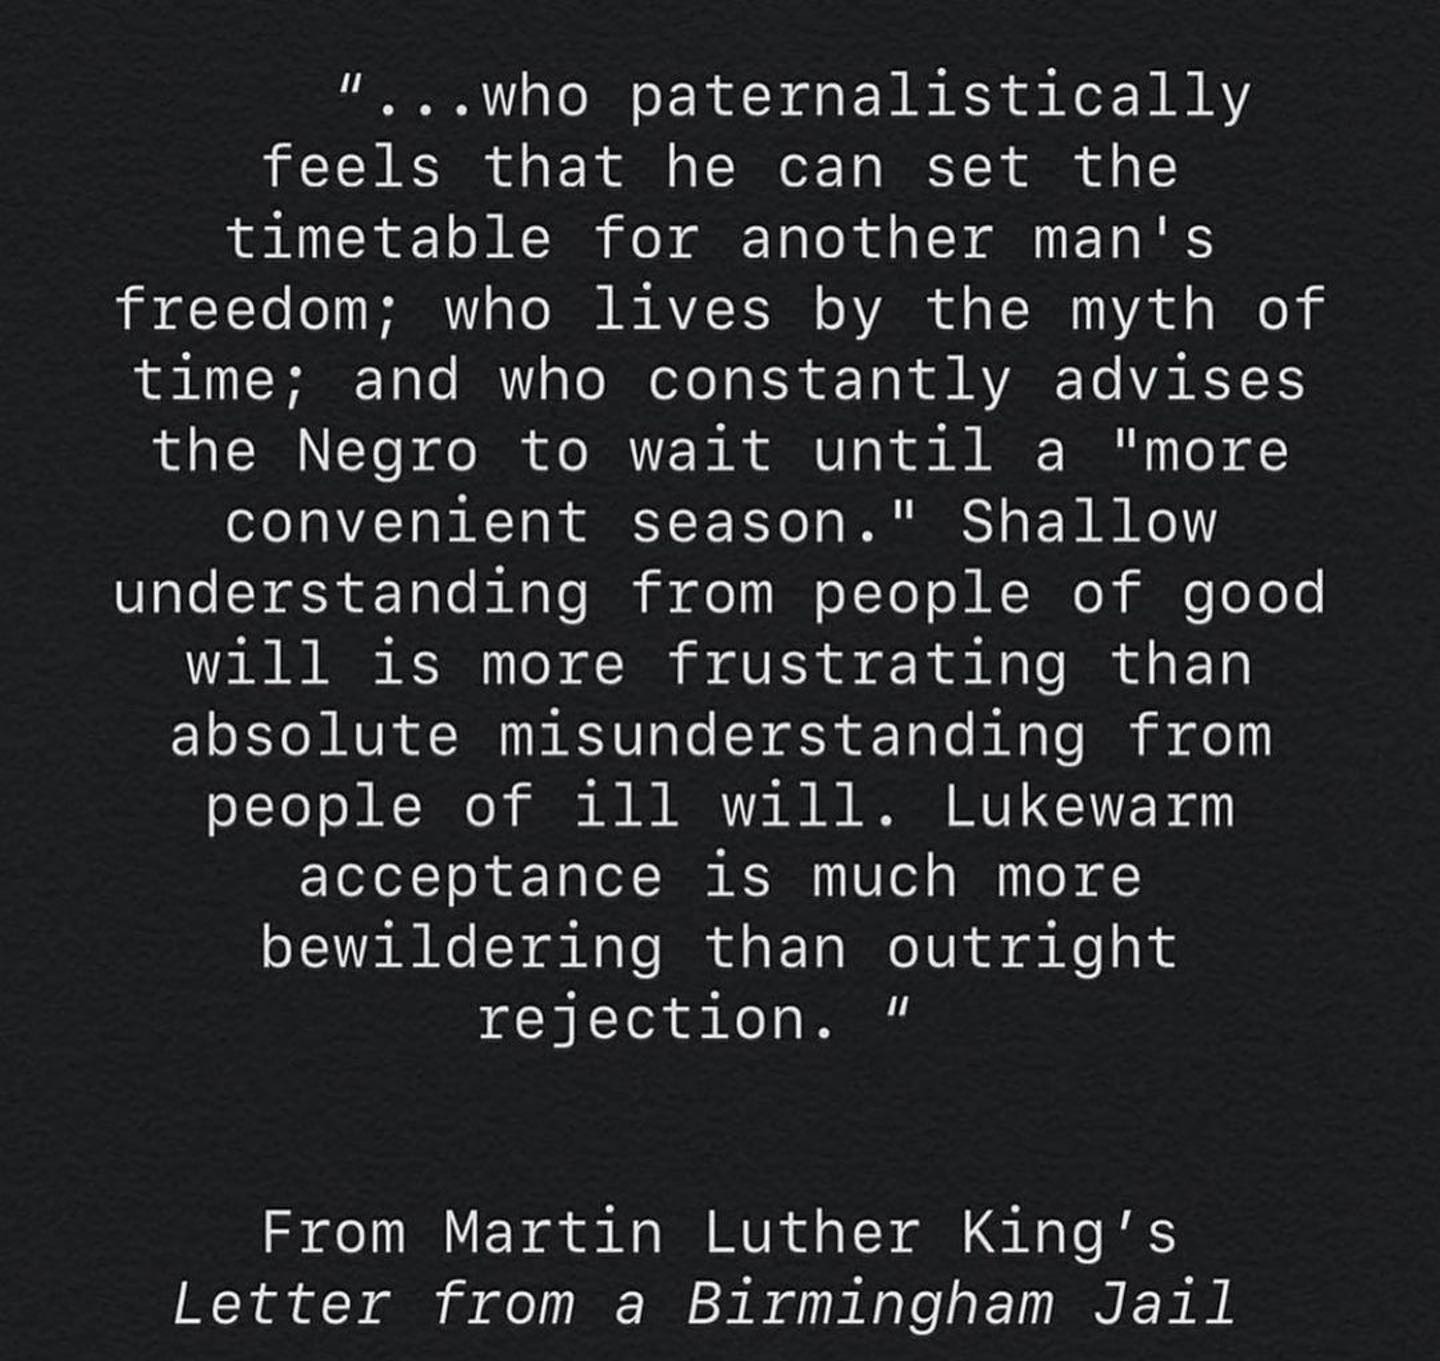 “...who paternalistically
feels that he can set the
timetable for another man's
freedom; who lives by the myth of
time; and who constantly advises
the Negro to wait until a "more
convenient season." Shallow
understanding from people of good
will is more frustrating than
absolute misunderstanding from
people of ill will. Lukewarm
acceptance is much more
bewildering than outright
rejection. “
From Martin Luther King’s
Letter from a Birmingham Jail